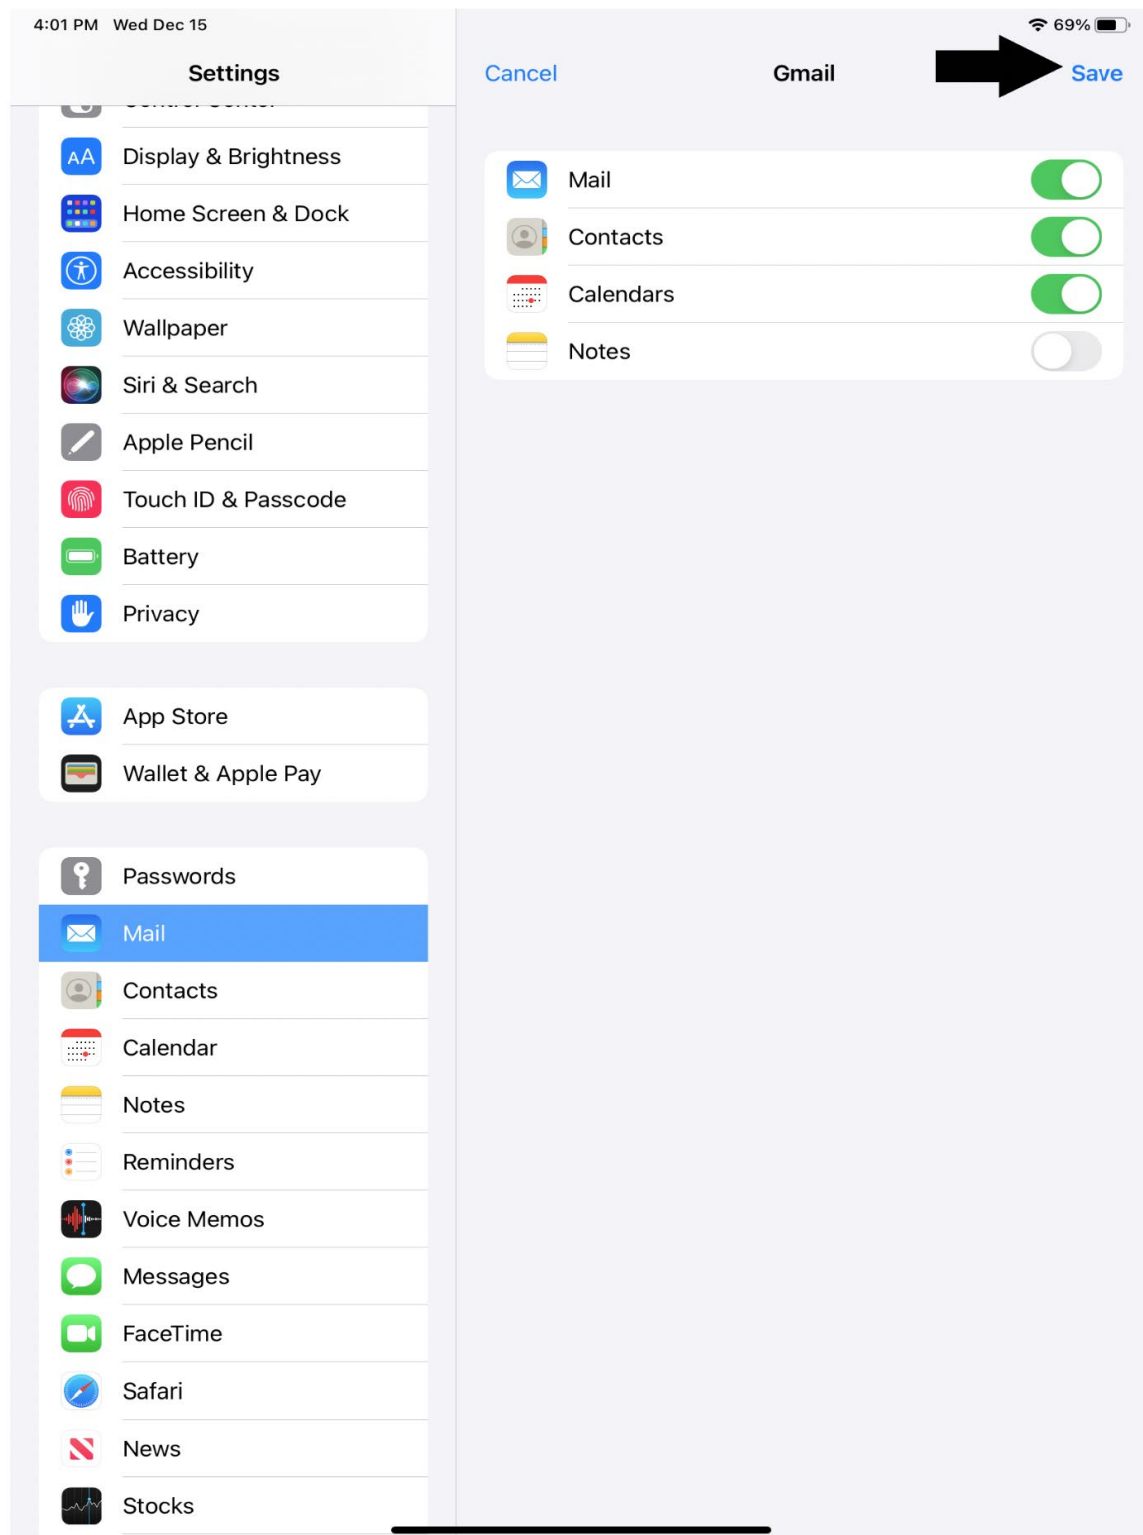 4:01 PM Wed Dec 15
69%
Settings
Display & Brightness
Home Screen & Dock
Accessibility
Wallpaper
Siri & Search
Apple Pencil
Touch ID & Passcode
Battery
Privacy
App Store
Wallet & Apple Pay
Passwords
Mail
Contacts
Calendar
Notes
Reminders
Voice Memos
Messages
FaceTime
Safari
News
Stocks
Cancel Gmail Save
Mail
Contacts
Calendars
Notes